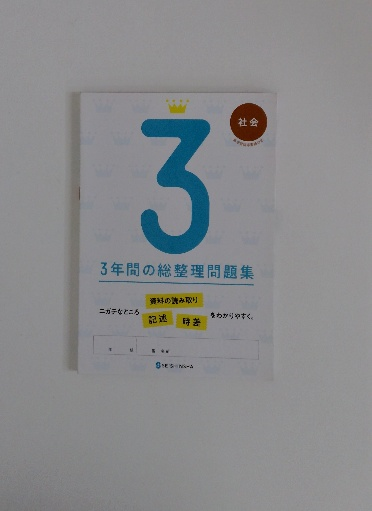 社会
3
3年間の総整理問題集
資料の読み取り
ニガテなところ 記述 時差 をわかりやすく。
SEISHINSHA